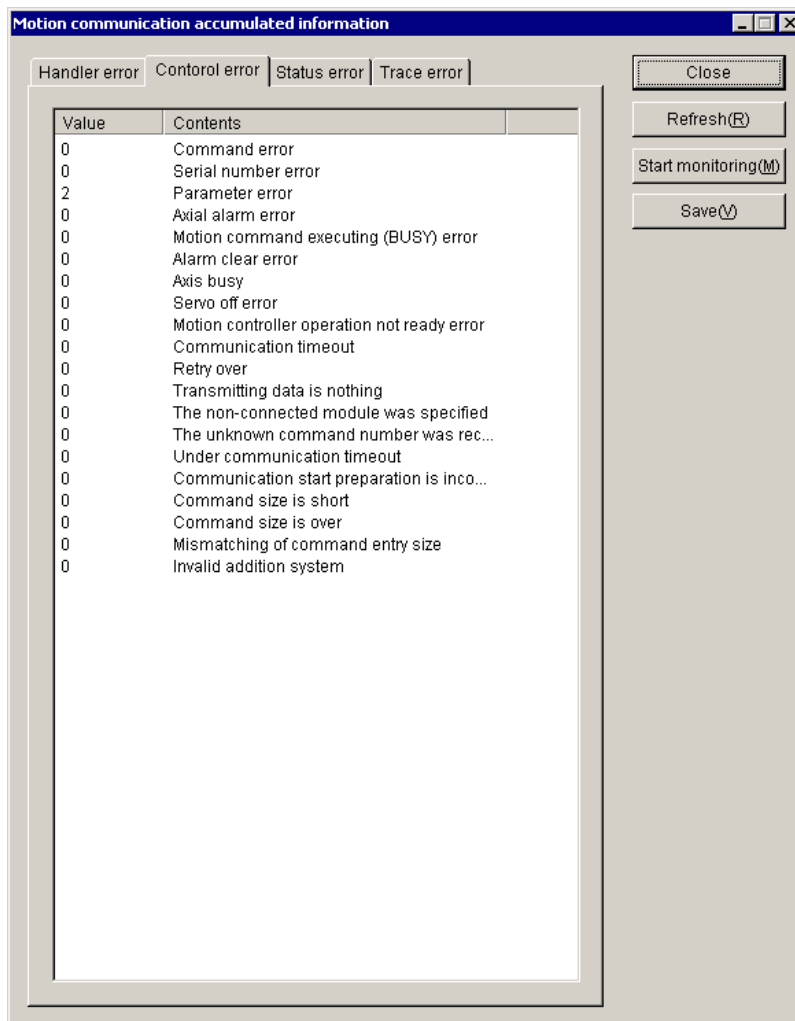 Motion communication accumulated information
Handler error Contorol error Status error Trace error
Value Contents
0 Command error
0 Serial number error
2 Parameter error
0 Axial alarm error
0 Motion command executing (BUSY) error
0 Alarm clear error
0 Axis busy
0 Servo off error
0 Motion controller operation not ready error
0 Communication timeout
0 Retry over
0 Transmitting data is nothing
0 The non-connected module was specified
0 The unknown command number was rec...
0 Under communication timeout
0 Communication start preparation is inco...
0 Command size is short
0 Command size is over
0 Mismatching of command entry size
0 Invalid addition system
Close
Refresh(R)
Start monitoring(M)
Save(V)